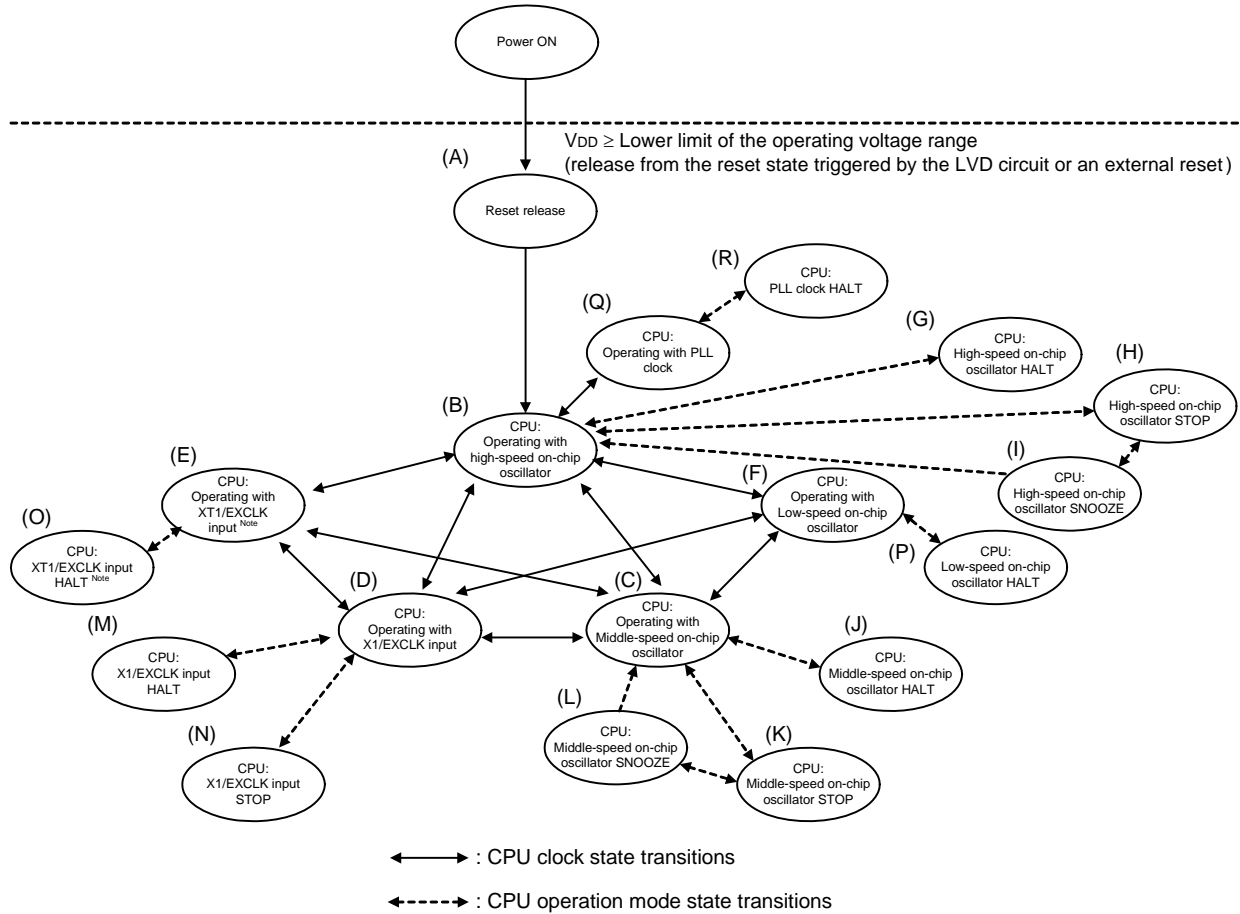 Power ON
VDD ≥ Lower limit of the operating voltage range
(release from the reset state triggered by the LVD circuit or an external reset)
(A)
Reset release
(R)
CPU:
PLL clock HALT
(Q)
CPU:
Operating with PLL
clock
(G)
CPU:
High-speed on-chip
oscillator HALT
(H)
CPU:
High-speed on-chip
oscillator STOP
(B)
CPU:
Operating with
high-speed on-chip
oscillator
(I)
CPU:
High-speed on-chip
oscillator SNOOZE
(E)
CPU:
Operating with
XT1/EXCLK
input Note
(F)
CPU:
Operating with
Low-speed on-chip
oscillator
(O)
CPU:
XT1/EXCLK input
HALT Note
(P)
CPU:
Low-speed on-chip
oscillator HALT
(D)
CPU:
Operating with
X1/EXCLK input
(C)
CPU:
Operating with
Middle-speed on-chip
oscillator
(M)
CPU:
X1/EXCLK input
HALT
(J)
CPU:
Middle-speed on-chip
oscillator HALT
(N)
CPU:
X1/EXCLK input
STOP
(L)
CPU:
Middle-speed on-chip
oscillator SNOOZE
(K)
CPU:
Middle-speed on-chip
oscillator STOP
: CPU clock state transitions
: CPU operation mode state transitions